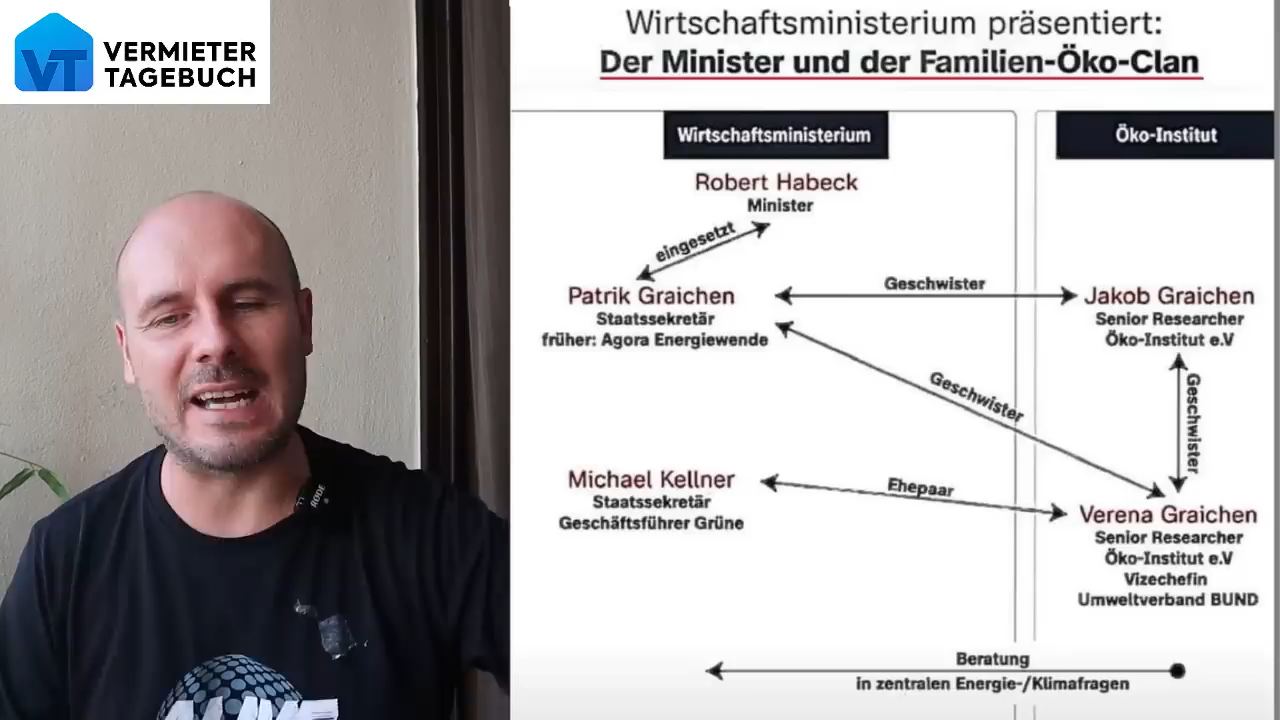 VERMIETER
TAGEBUCH
VT
Wirtschaftsministerium präsentiert:
Der Minister und der Familien-Öko-Clan
Wirtschaftsministerium
Öko-Institut
Robert Habeck
Minister
eingesetzt
Patrik Graichen
Staatssekretär
früher: Agora Energiewende
Geschwister
Jakob Graichen
Senior Researcher
Öko-Institut e.V
Geschwister
Geschwister
Michael Kellner
Staatssekretär
Geschäftsführer Grüne
Ehepaar
Verena Graichen
Senior Researcher
Öko-Institut e.V
Vizechefin
Umweltverband BUND
Beratung
in zentralen Energie-/Klimafragen
RODE